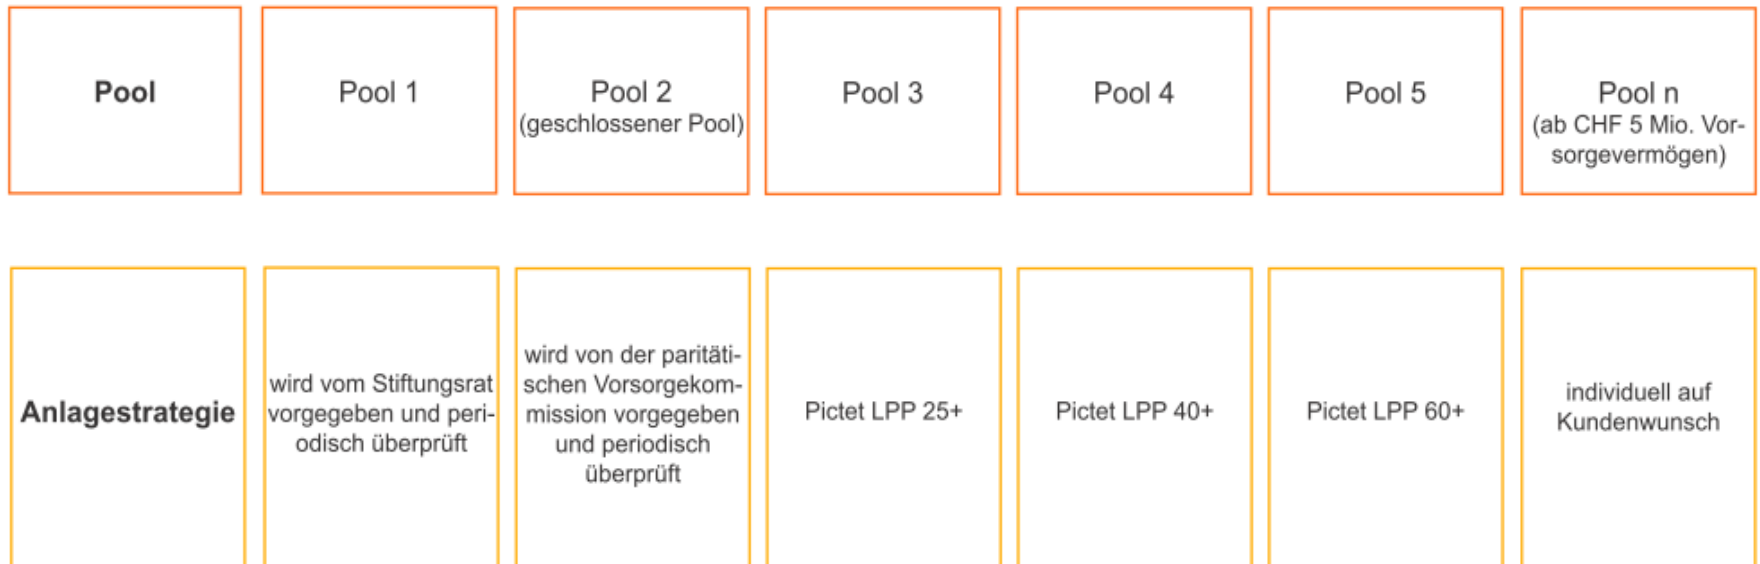 Pool
Pool 1
Pool 2
(geschlossener Pool)
Pool 3
Pool 4
Pool 5
Pool n
(ab CHF 5 Mio. Vor-
sorgevermögen)
Anlagestrategie
wird vom Stiftungsrat
vorgegeben und peri-
odisch überprüft
wird von der paritäti-
schen Vorsorgekom-
mission vorgegeben
und periodisch
überprüft
Pictet LPP 25+
Pictet LPP 40+
Pictet LPP 60+
individuell auf
Kundenwunsch